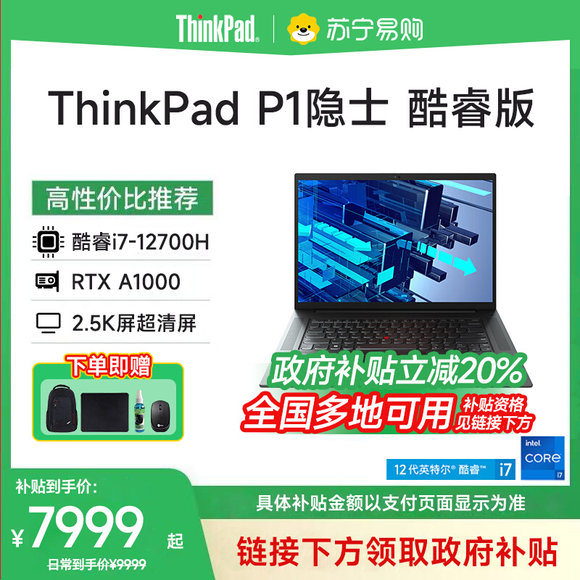 ThinkPad 苏宁易购
ThinkPad P1隐士 酷睿版
高性价比推荐
酷睿i7-12700H
RTX A1000
2.5K屏超清屏
下单即赠
政府补贴立减20%
全国多地可用
补贴资格
见链接下方
12代英特尔® 酷睿™ i7
intel
CORE
i7
补贴到手价:
¥7999起
日常到手价¥9999
具体补贴金额以支付页面显示为准
链接下方领取政府补贴